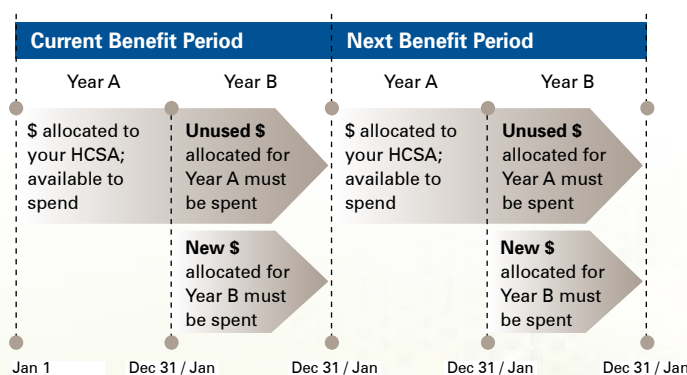 Current Benefit Period
Next Benefit Period
Year A
Year B
Year A
Year B
$ allocated to
your HCSA;
available to
spend
Unused $
allocated for
Year A must
be spent
$ allocated to
your HCSA;
available to
spend
Unused $
allocated for
Year A must
be spent
New $
allocated for
Year B must
be spent
New $
allocated for
Year B must
be spent
Jan 1
Dec 31 / Jan
Dec 31 / Jan
Dec 31 / Jan
Dec 31 / Jan